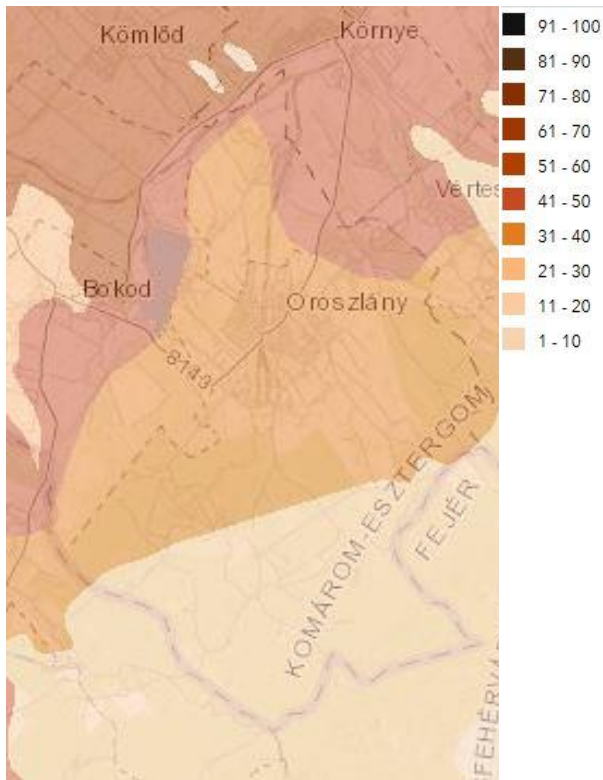 Kömlőd
Környe
Vértes
Bokod
Oroszlány
8143
KOMÁROM-ESZTERGOM
FEJÉR
FEHÉRVÁ
91 - 100
81 - 90
71 - 80
61 - 70
51 - 60
41 - 50
31 - 40
21 - 30
11 - 20
1 - 10